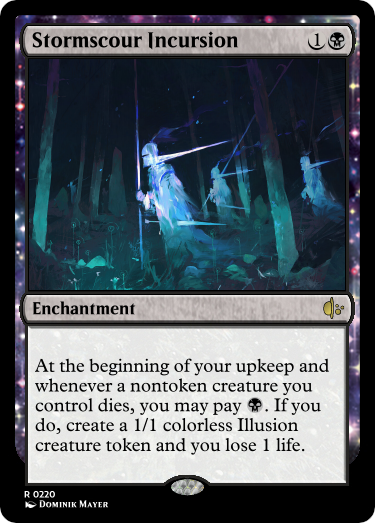 Stormscour Incursion 1
Enchantment
At the beginning of your upkeep and
whenever a nontoken creature you
control dies, you may pay . If you
do, create a 1/1 colorless Illusion
creature token and you lose 1 life.
R 0220
Dominik Mayer